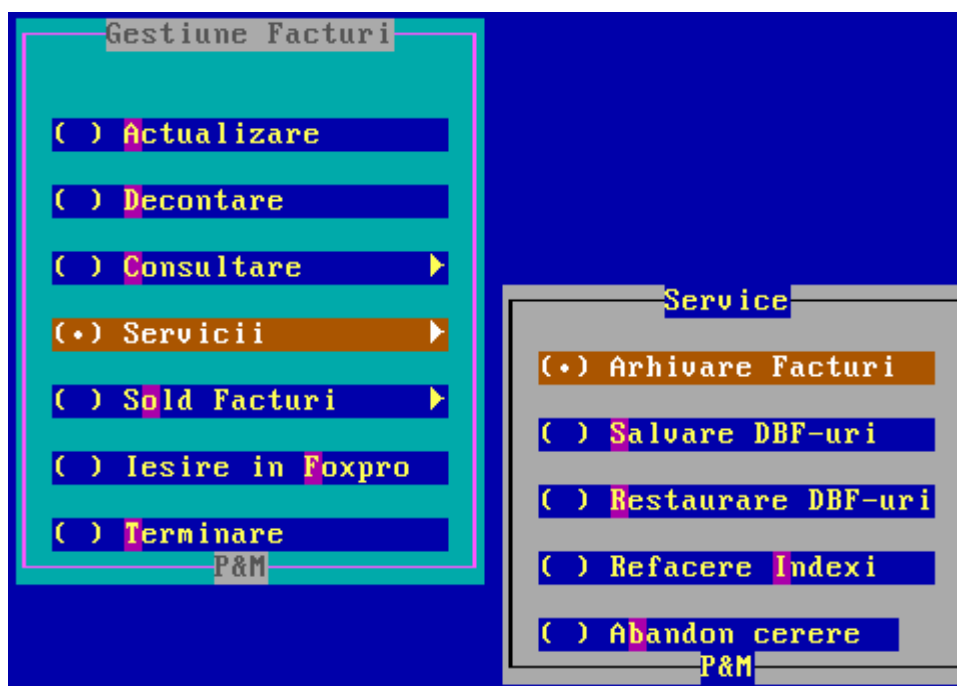 Gestiune Facturi
( ) Actualizare
( ) Decontare
( ) Consultare
(•) Servicii
( ) Sold Facturi
( ) Iesire in Foxpro
( ) Terminare
P&M
Service
(•) Arhivare Facturi
( ) Salvare DBF-uri
( ) Restaurare DBF-uri
( ) Refacere Indexi
( ) Abandon cerere
P&M